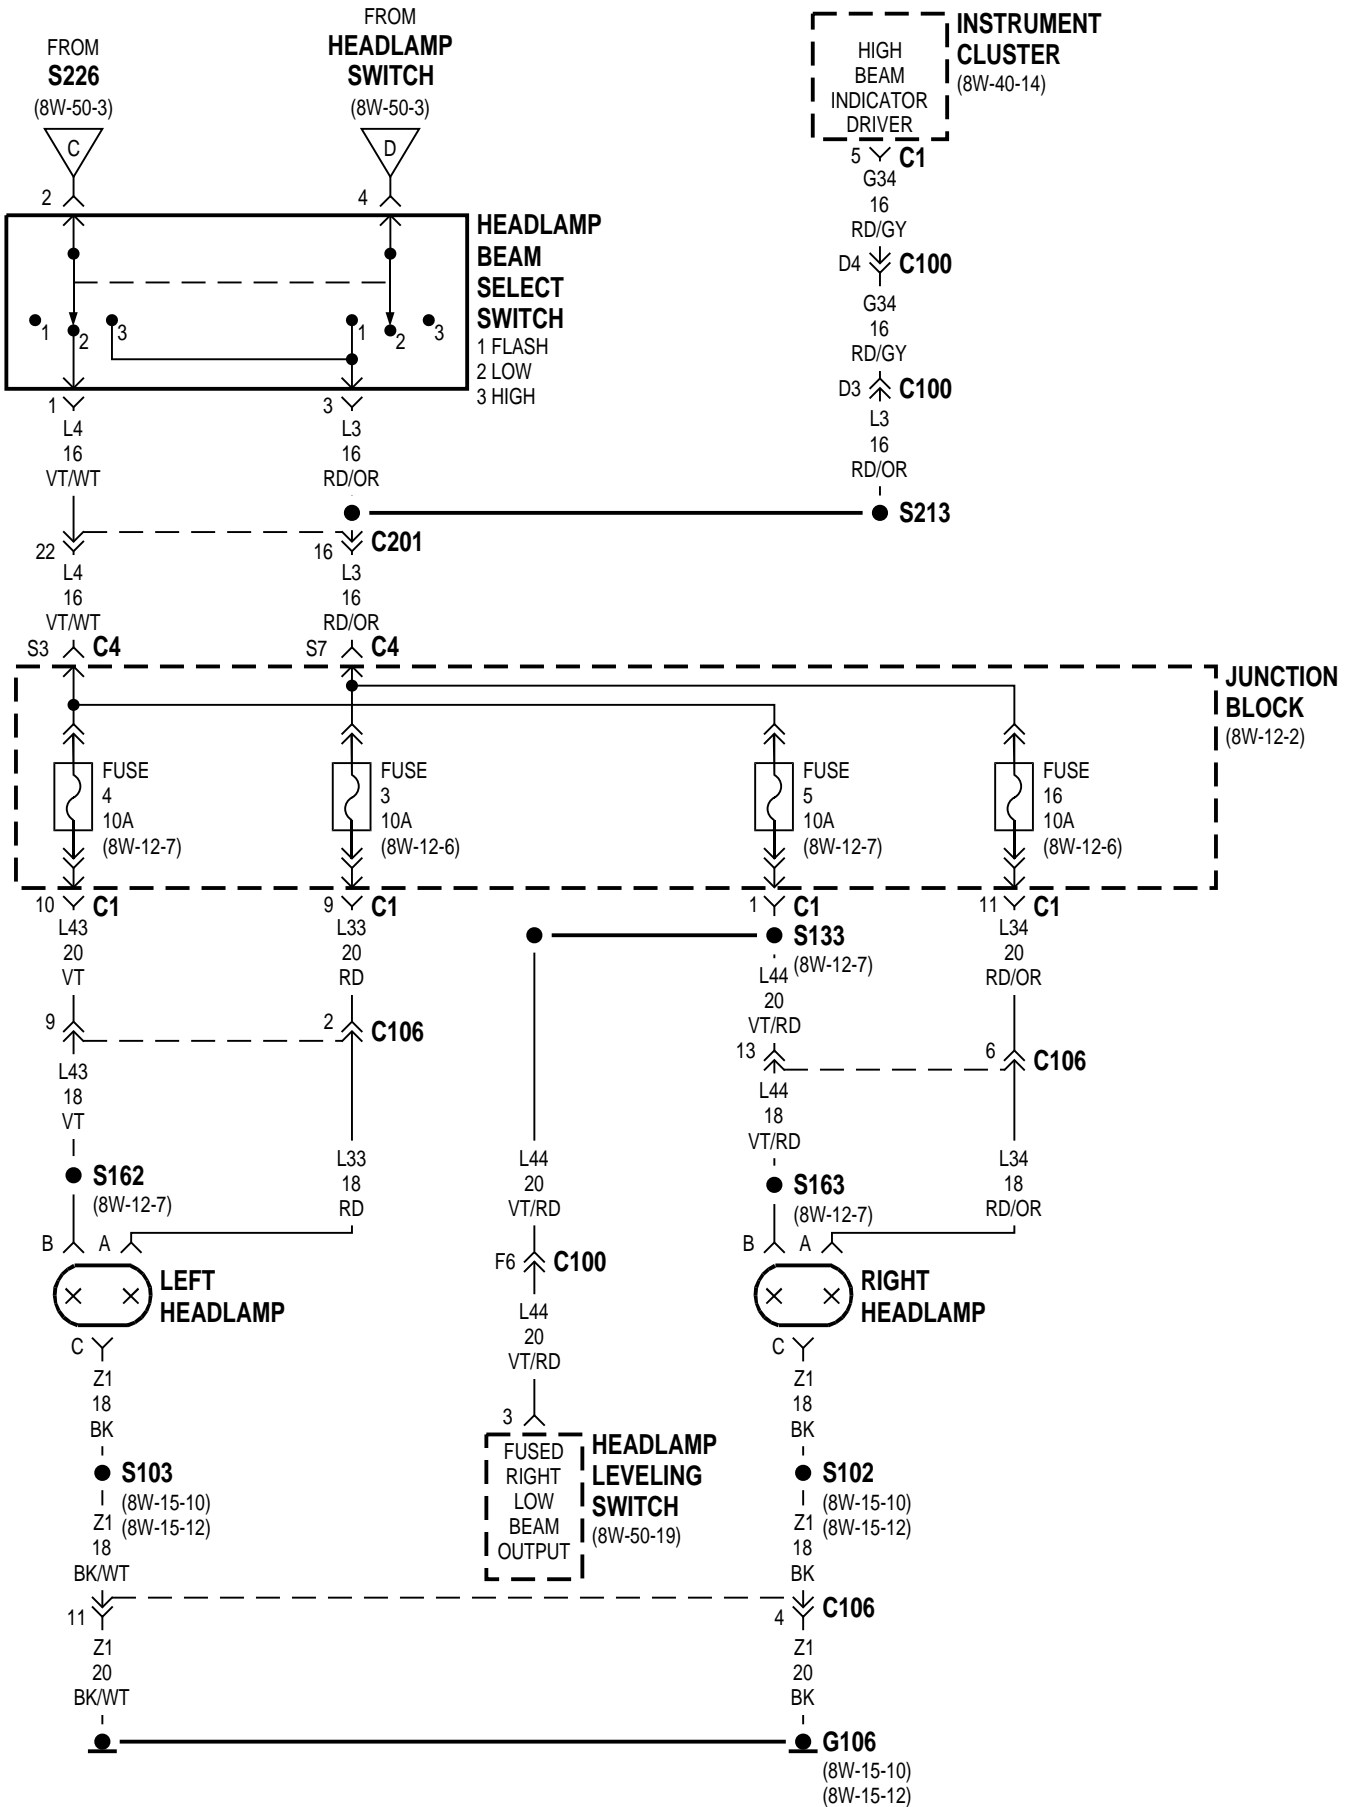 FROM
S226
(8W-50-3)
C
2
FROM
HEADLAMP
SWITCH
(8W-50-3)
D
4
INSTRUMENT
CLUSTER
(8W-40-14)
HIGH
BEAM
INDICATOR
DRIVER
5
C1
G34
16
RD/GY
D4
C100
G34
16
RD/GY
D3
C100
L3
16
RD/OR
S213
HEADLAMP
BEAM
SELECT
SWITCH
1 FLASH
2 LOW
3 HIGH
1
2
3
1
2
3
1
L4
16
VT/WT
3
L3
16
RD/OR
22
16
C201
L4
16
VT/WT
L3
16
RD/OR
S3
C4
S7
C4
JUNCTION
BLOCK
(8W-12-2)
FUSE
4
10A
(8W-12-7)
FUSE
3
10A
(8W-12-6)
FUSE
5
10A
(8W-12-7)
FUSE
16
10A
(8W-12-6)
10
C1
L43
20
VT
9
C1
L33
20
RD
1
C1
S133
(8W-12-7)
L44
20
VT/RD
11
C1
L34
20
RD/OR
9
2
C106
13
6
C106
L43
18
VT
S162
(8W-12-7)
L33
18
RD
L44
20
VT/RD
L44
18
VT/RD
S163
(8W-12-7)
L34
18
RD/OR
B
A
LEFT
HEADLAMP
C
F6
C100
L44
20
VT/RD
3
FUSED
RIGHT
LOW
BEAM
OUTPUT
HEADLAMP
LEVELING
SWITCH
(8W-50-19)
B
A
RIGHT
HEADLAMP
C
Z1
18
BK
S103
(8W-15-10)
(8W-15-12)
Z1
18
BK/WT
Z1
18
BK
S102
(8W-15-10)
(8W-15-12)
Z1
18
BK
11
4
C106
Z1
20
BK/WT
Z1
20
BK
G106
(8W-15-10)
(8W-15-12)